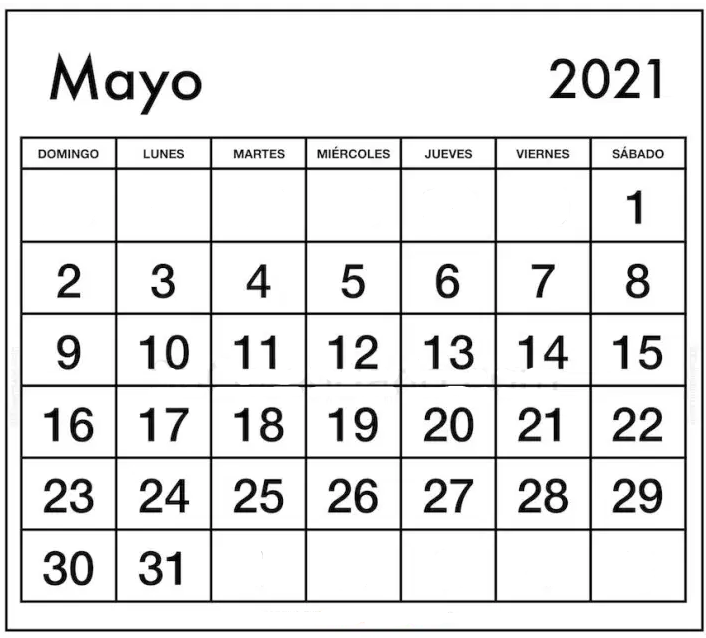 Mayo 2021
DOMINGO LUNES MARTES MIÉRCOLES JUEVES VIERNES SÁBADO
1
2 3 4 5 6 7 8
9 10 11 12 13 14 15
16 17 18 19 20 21 22
23 24 25 26 27 28 29
30 31